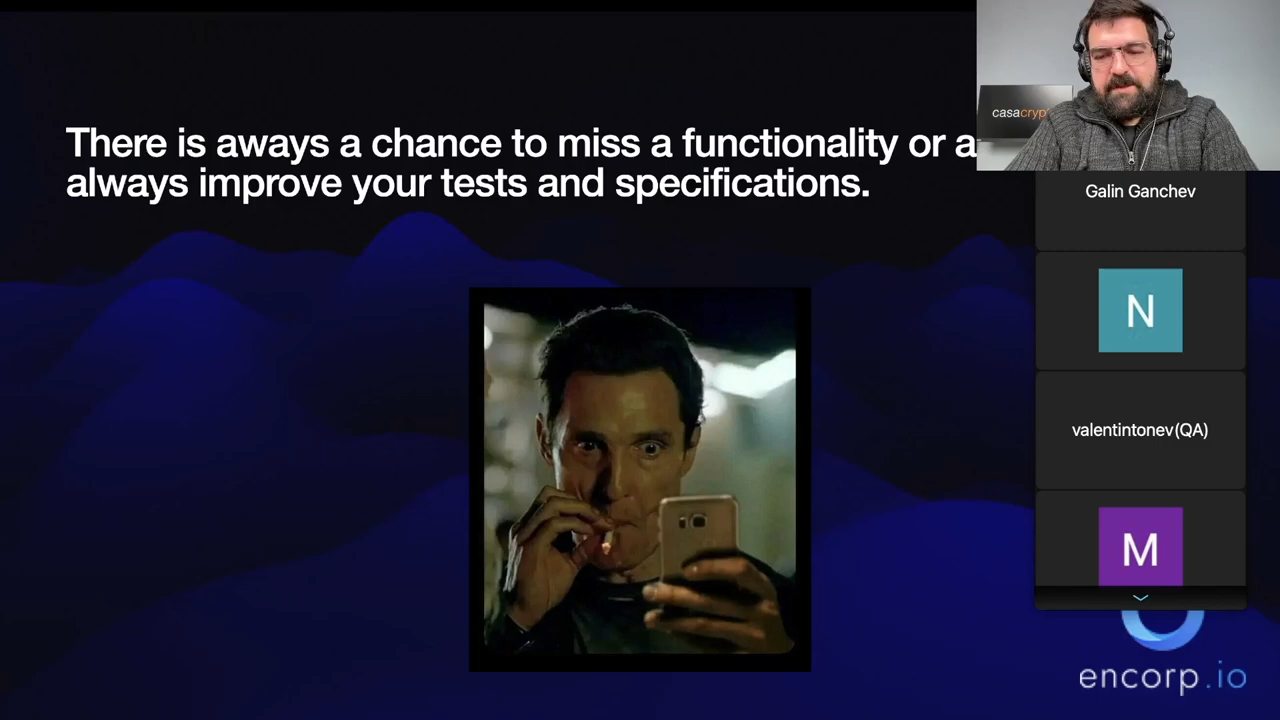 There is aways a chance to miss a functionality or a
always improve your tests and specifications.
casacryp
Galin Ganchev
N
valentintonev(QA)
M
encorp.io